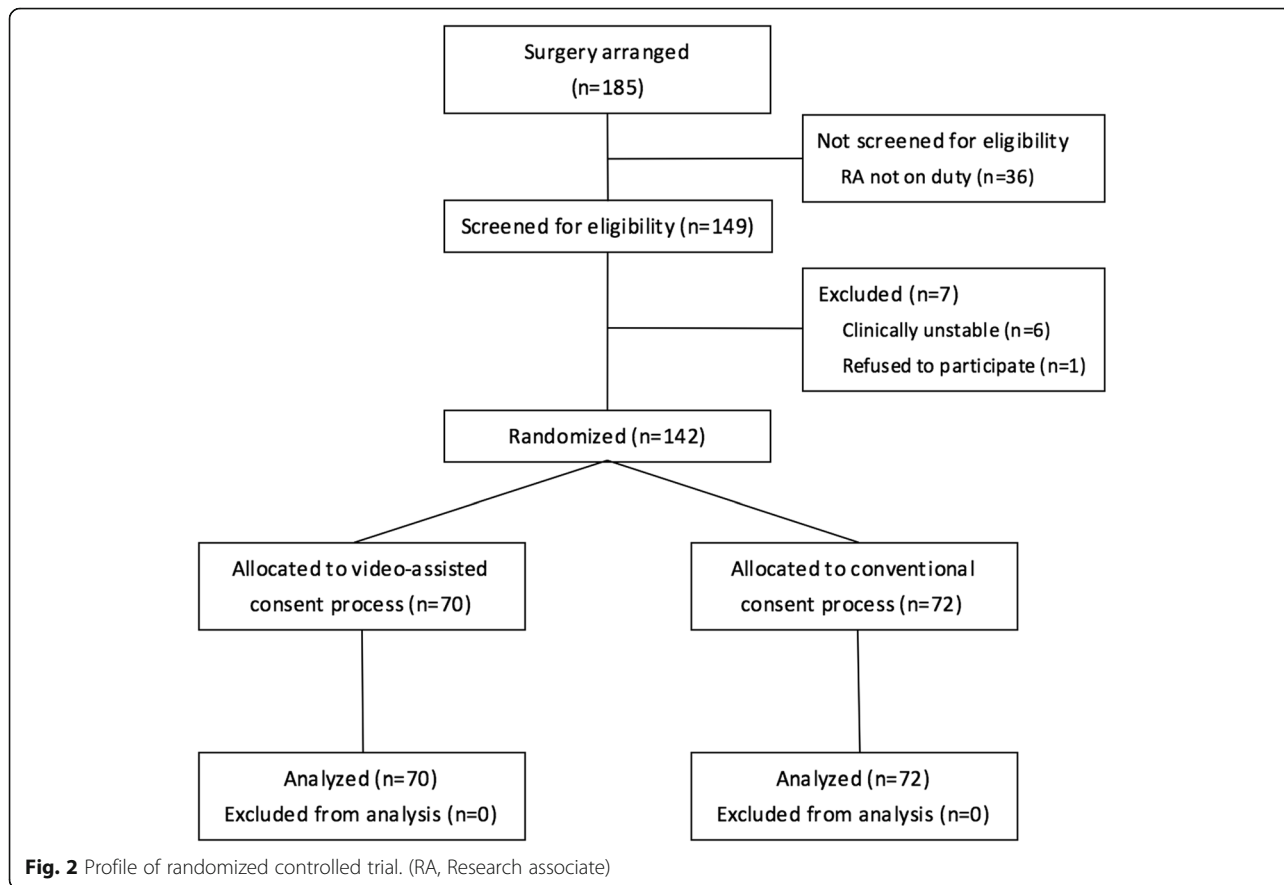 Surgery arranged
(n=185)
Not screened for eligibility
RA not on duty (n=36)
Screened for eligibility (n=149)
Excluded (n=7)
Clinically unstable (n=6)
Refused to participate (n=1)
Randomized (n=142)
Allocated to video-assisted
consent process (n=70)
Allocated to conventional
consent process (n=72)
Analyzed (n=70)
Excluded from analysis (n=0)
Analyzed (n=72)
Excluded from analysis (n=0)
Fig. 2 Profile of randomized controlled trial. (RA, Research associate)